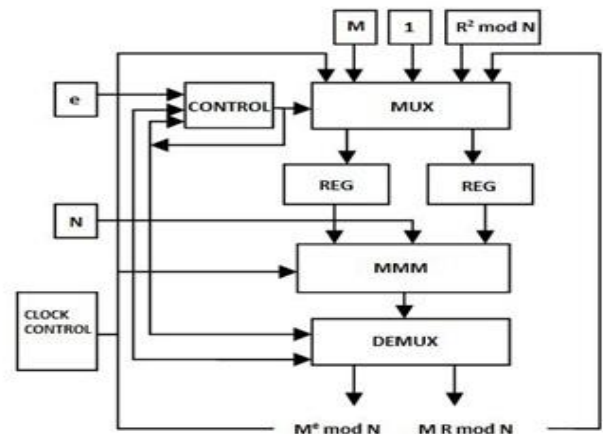 M
1
R² mod N
e
CONTROL
MUX
REG
REG
N
MMM
CLOCK
CONTROL
DEMUX
Mᵉ mod N
M R mod N